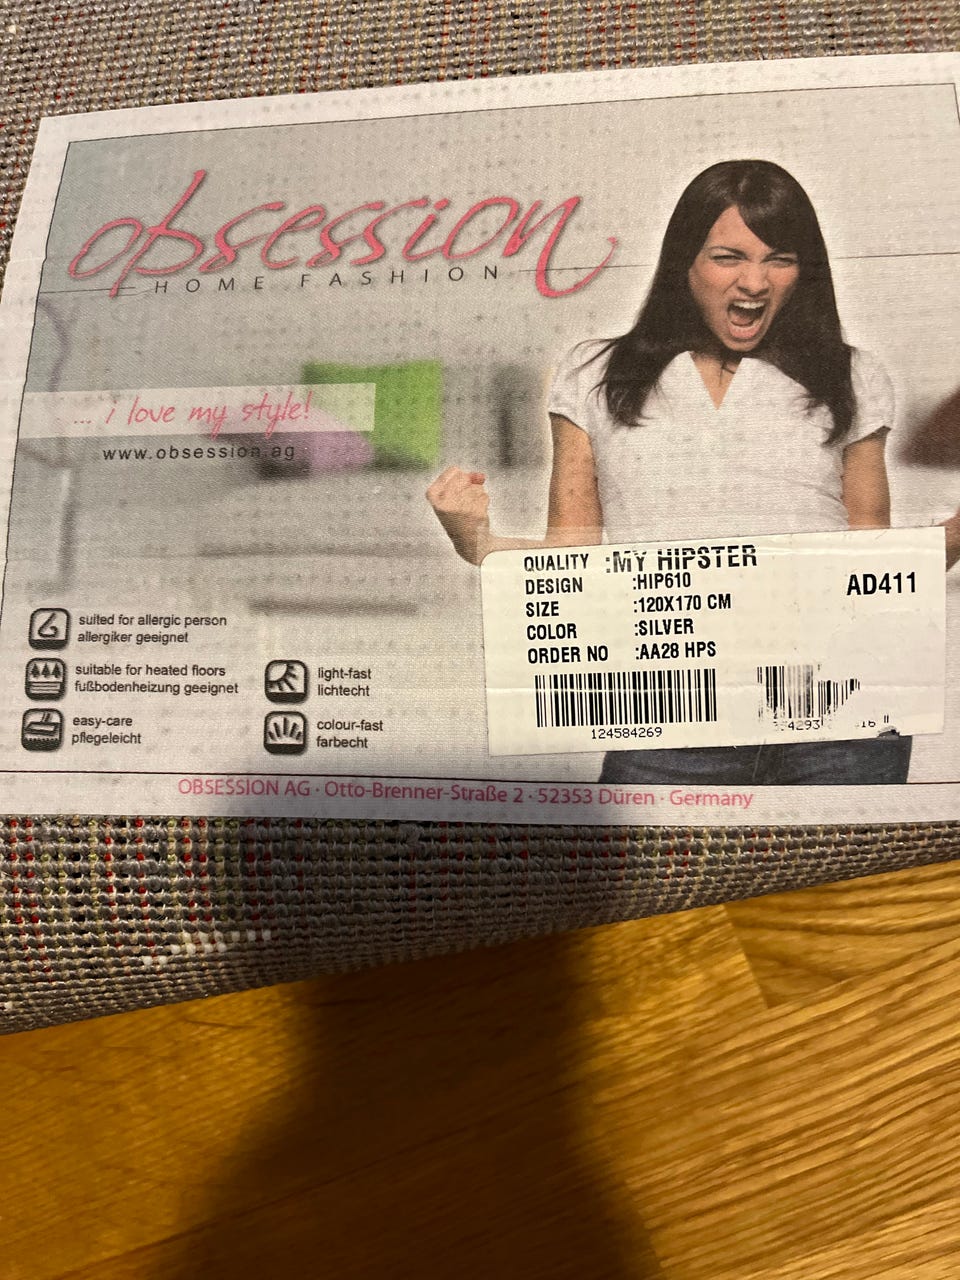 obsession
HOME FASHION
... i love my style!
www.obsession.ag
QUALITY :MY HIPSTER
DESIGN :HIP610
SIZE :120X170 CM
COLOR :SILVER
ORDER NO :AA28 HPS
AD411
124584269
suited for allergic person
allergiker geeignet
suitable for heated floors
fußbodenheizung geeignet
easy-care
pflegeleicht
light-fast
lichtecht
colour-fast
farbecht
OBSESSION AG · Otto-Brenner-Straße 2 · 52353 Düren · Germany